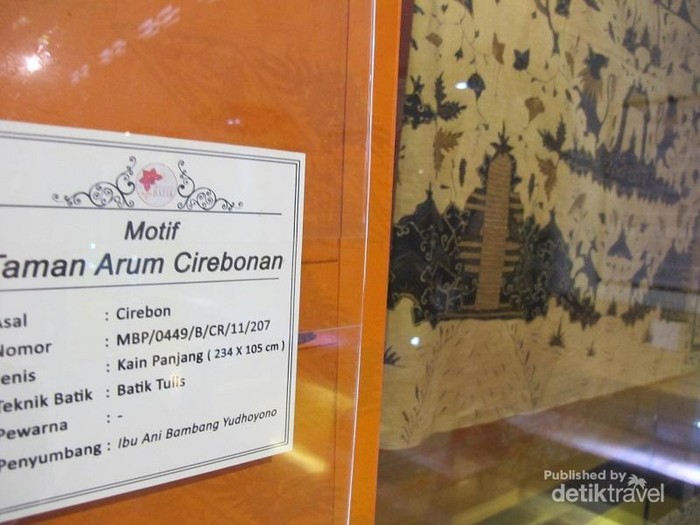 BATIK
Motif
Taman Arum Cirebonan
Asal : Cirebon
Nomor : MBP/0449/B/CR/11/207
Jenis : Kain Panjang ( 234 X 105 cm )
Teknik Batik : Batik Tulis
Pewarna : -
Penyumbang : Ibu Ani Bambang Yudhoyono
Published by
detiktravel